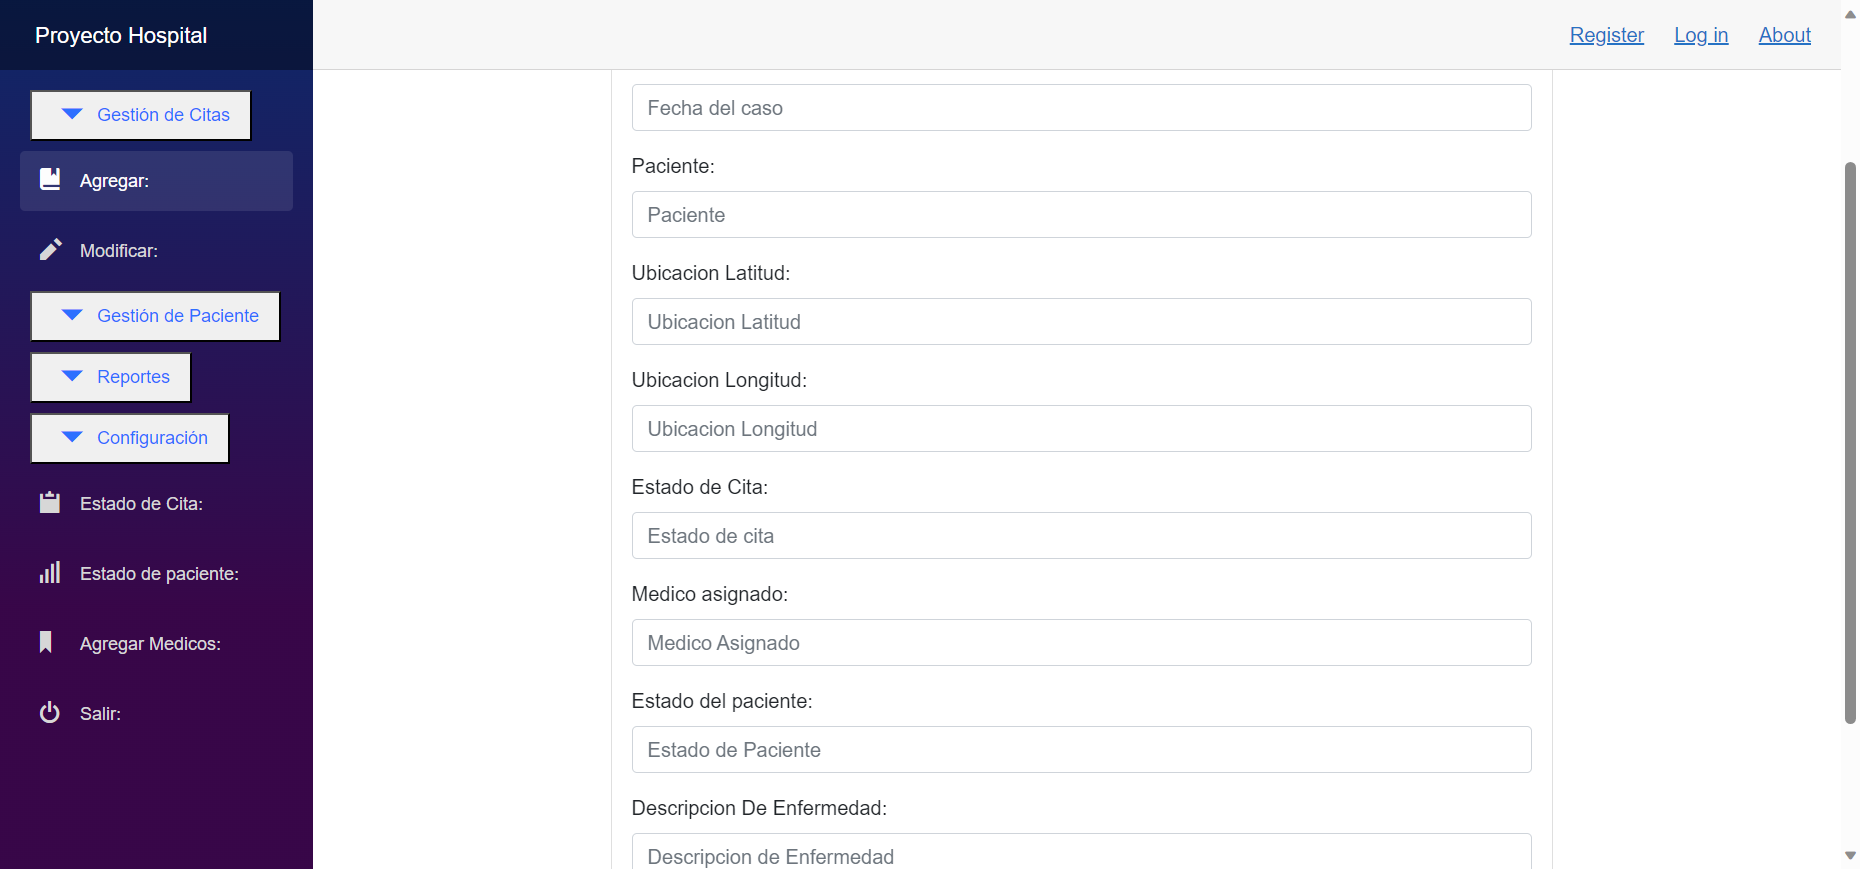 Proyecto Hospital
Register
Log in
About
Gestión de Citas
Agregar:
Modificar:
Gestión de Paciente
Reportes
Configuración
Estado de Cita:
Estado de paciente:
Agregar Medicos:
Salir:
Fecha del caso
Paciente:
Paciente
Ubicacion Latitud:
Ubicacion Latitud
Ubicacion Longitud:
Ubicacion Longitud
Estado de Cita:
Estado de cita
Medico asignado:
Medico Asignado
Estado del paciente:
Estado de Paciente
Descripcion De Enfermedad:
Descripcion de Enfermedad